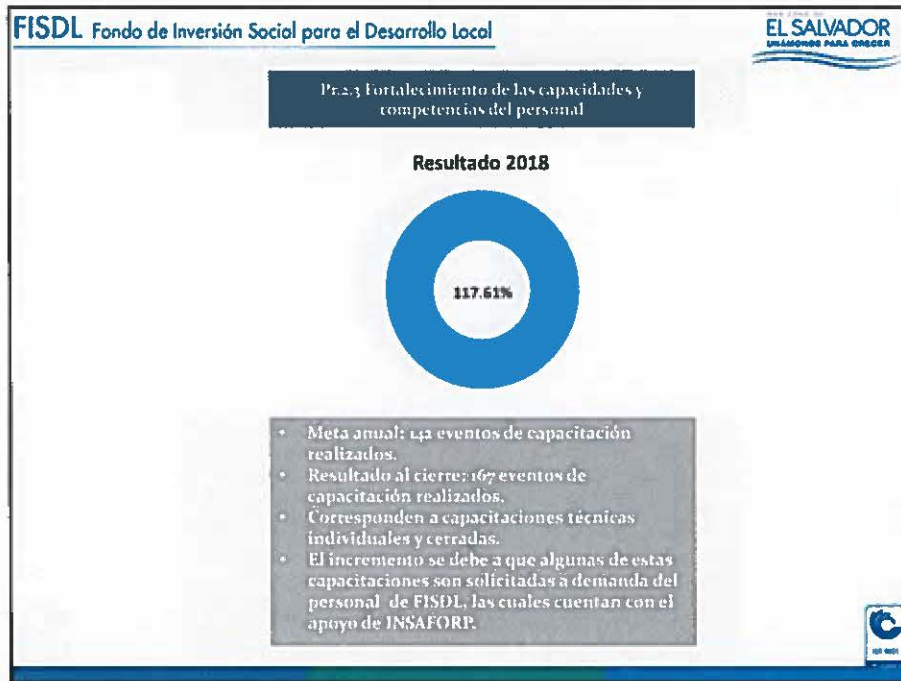 FISDL Fondo de Inversión Social para el Desarrollo Local
EL SALVADOR
UNÁMONOS PARA CRECER
Pr.2.3 Fortalecimiento de las capacidades y
competencias del personal
Resultado 2018
117.61%
• Meta anual: 142 eventos de capacitación
realizados.
• Resultado al cierre: 167 eventos de
capacitación realizados.
• Corresponden a capacitaciones técnicas
individuales y cerradas.
• El incremento se debe a que algunas de estas
capacitaciones son solicitadas a demanda del
personal de FISDL, las cuales cuentan con el
apoyo de INSAFORP.